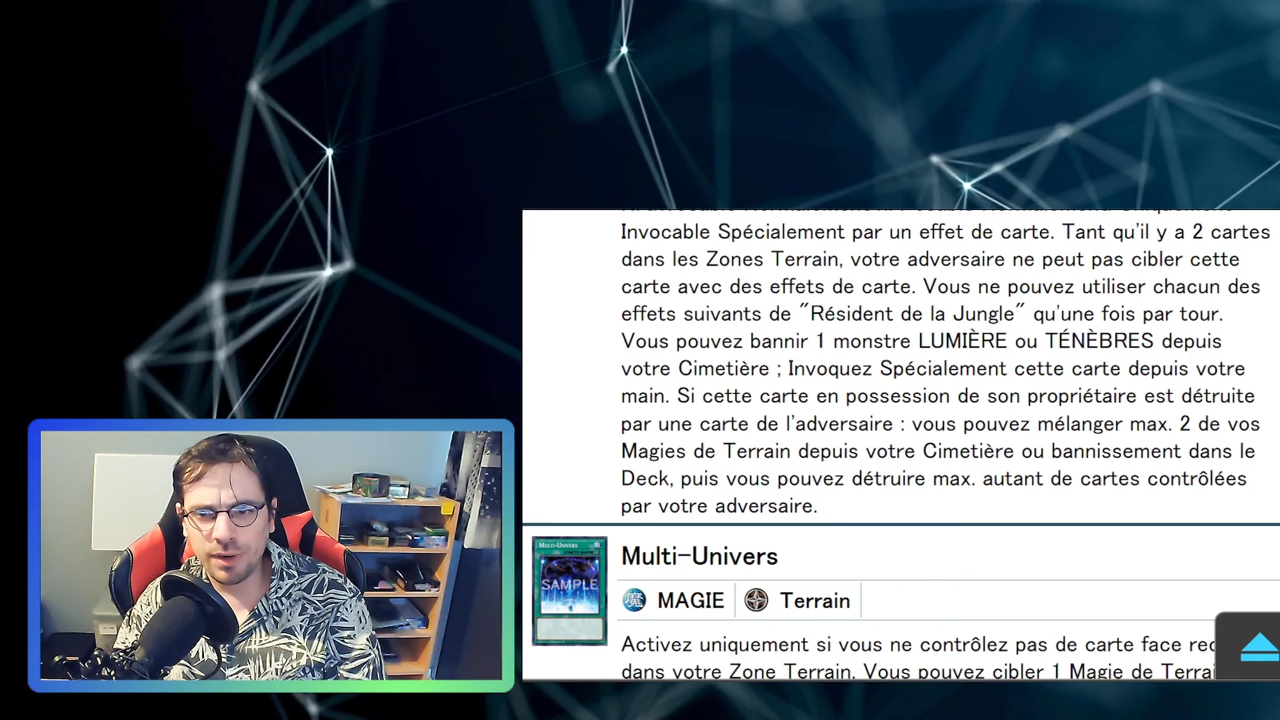 Invocable Spécialement par un effet de carte. Tant qu'il y a 2 cartes
dans les Zones Terrain, votre adversaire ne peut pas cibler cette
carte avec des effets de carte. Vous ne pouvez utiliser chacun des
effets suivants de "Résident de la Jungle" qu'une fois par tour.
Vous pouvez bannir 1 monstre LUMIÈRE ou TÉNÈBRES depuis
votre Cimetière ; Invoquez Spécialement cette carte depuis votre
main. Si cette carte en possession de son propriétaire est détruite
par une carte de l'adversaire : vous pouvez mélanger max. 2 de vos
Magies de Terrain depuis votre Cimetière ou bannissement dans le
Deck, puis vous pouvez détruire max. autant de cartes contrôlées
par votre adversaire.
Multi-Univers
SAMPLE
Multi-Univers
魔 MAGIE
Terrain
Activez uniquement si vous ne contrôlez pas de carte face
dans votre Zone Terrain. Vous pouvez cibler 1 Magie de